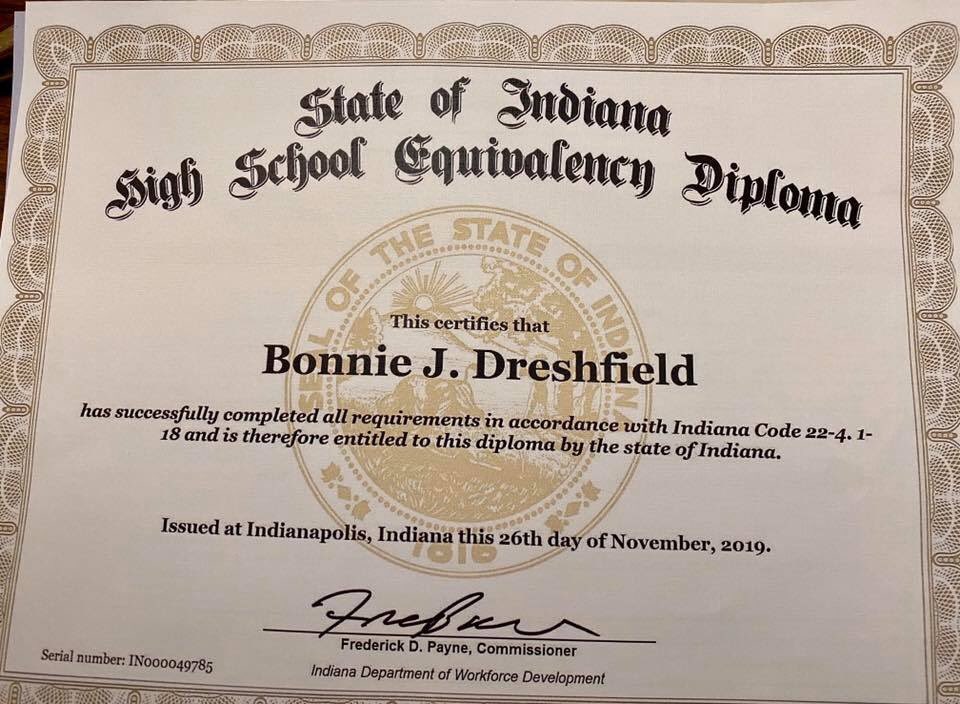 State of Indiana
High School Equivalency Diploma
SEAL OF THE STATE OF INDIANA
This certifies that
Bonnie J. Dreshfield
has successfully completed all requirements in accordance with Indiana Code 22-4. 1-
18 and is therefore entitled to this diploma by the state of Indiana.
Issued at Indianapolis, Indiana this 26th day of November, 2019.
1816
Frederick D. Payne, Commissioner
Serial number: IN000049785
Indiana Department of Workforce Development